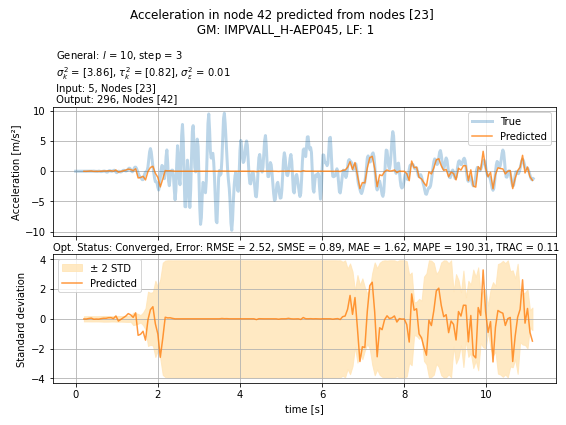 Acceleration in node 42 predicted from nodes [23]
GM: IMPVALL_H-AEP045, LF: 1
General: l = 10, step = 3
σ²ₖ = [3.86], τ²ₖ = [0.82], σ²ₑ = 0.01
Input: 5, Nodes [23]
Output: 296, Nodes [42]
Acceleration [m/s²]
10
5
0
−5
−10
True
Predicted
Opt. Status: Converged, Error: RMSE = 2.52, SMSE = 0.89, MAE = 1.62, MAPE = 190.31, TRAC = 0.11
Standard deviation
4
2
0
−2
−4
± 2 STD
Predicted
0 2 4 6 8 10
time [s]